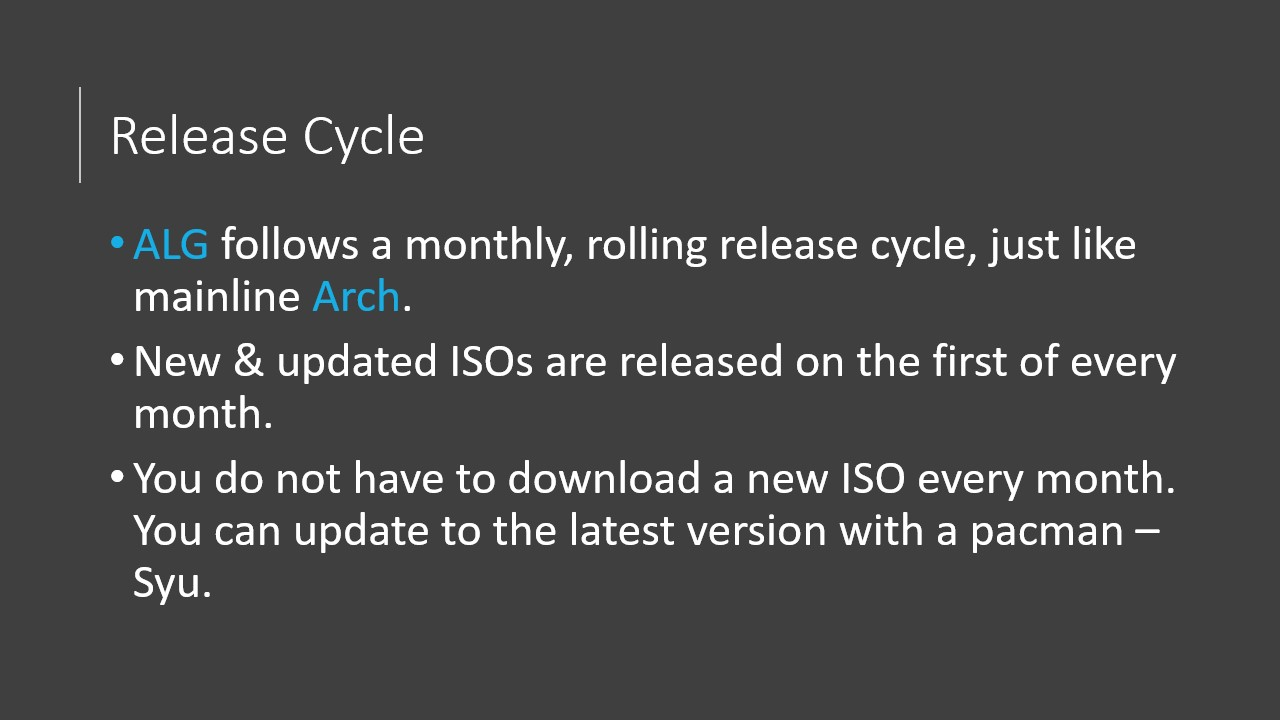 Release Cycle
•ALG follows a monthly, rolling release cycle, just like
mainline Arch.
•New & updated ISOs are released on the first of every
month.
•You do not have to download a new ISO every month.
You can update to the latest version with a pacman –
Syu.